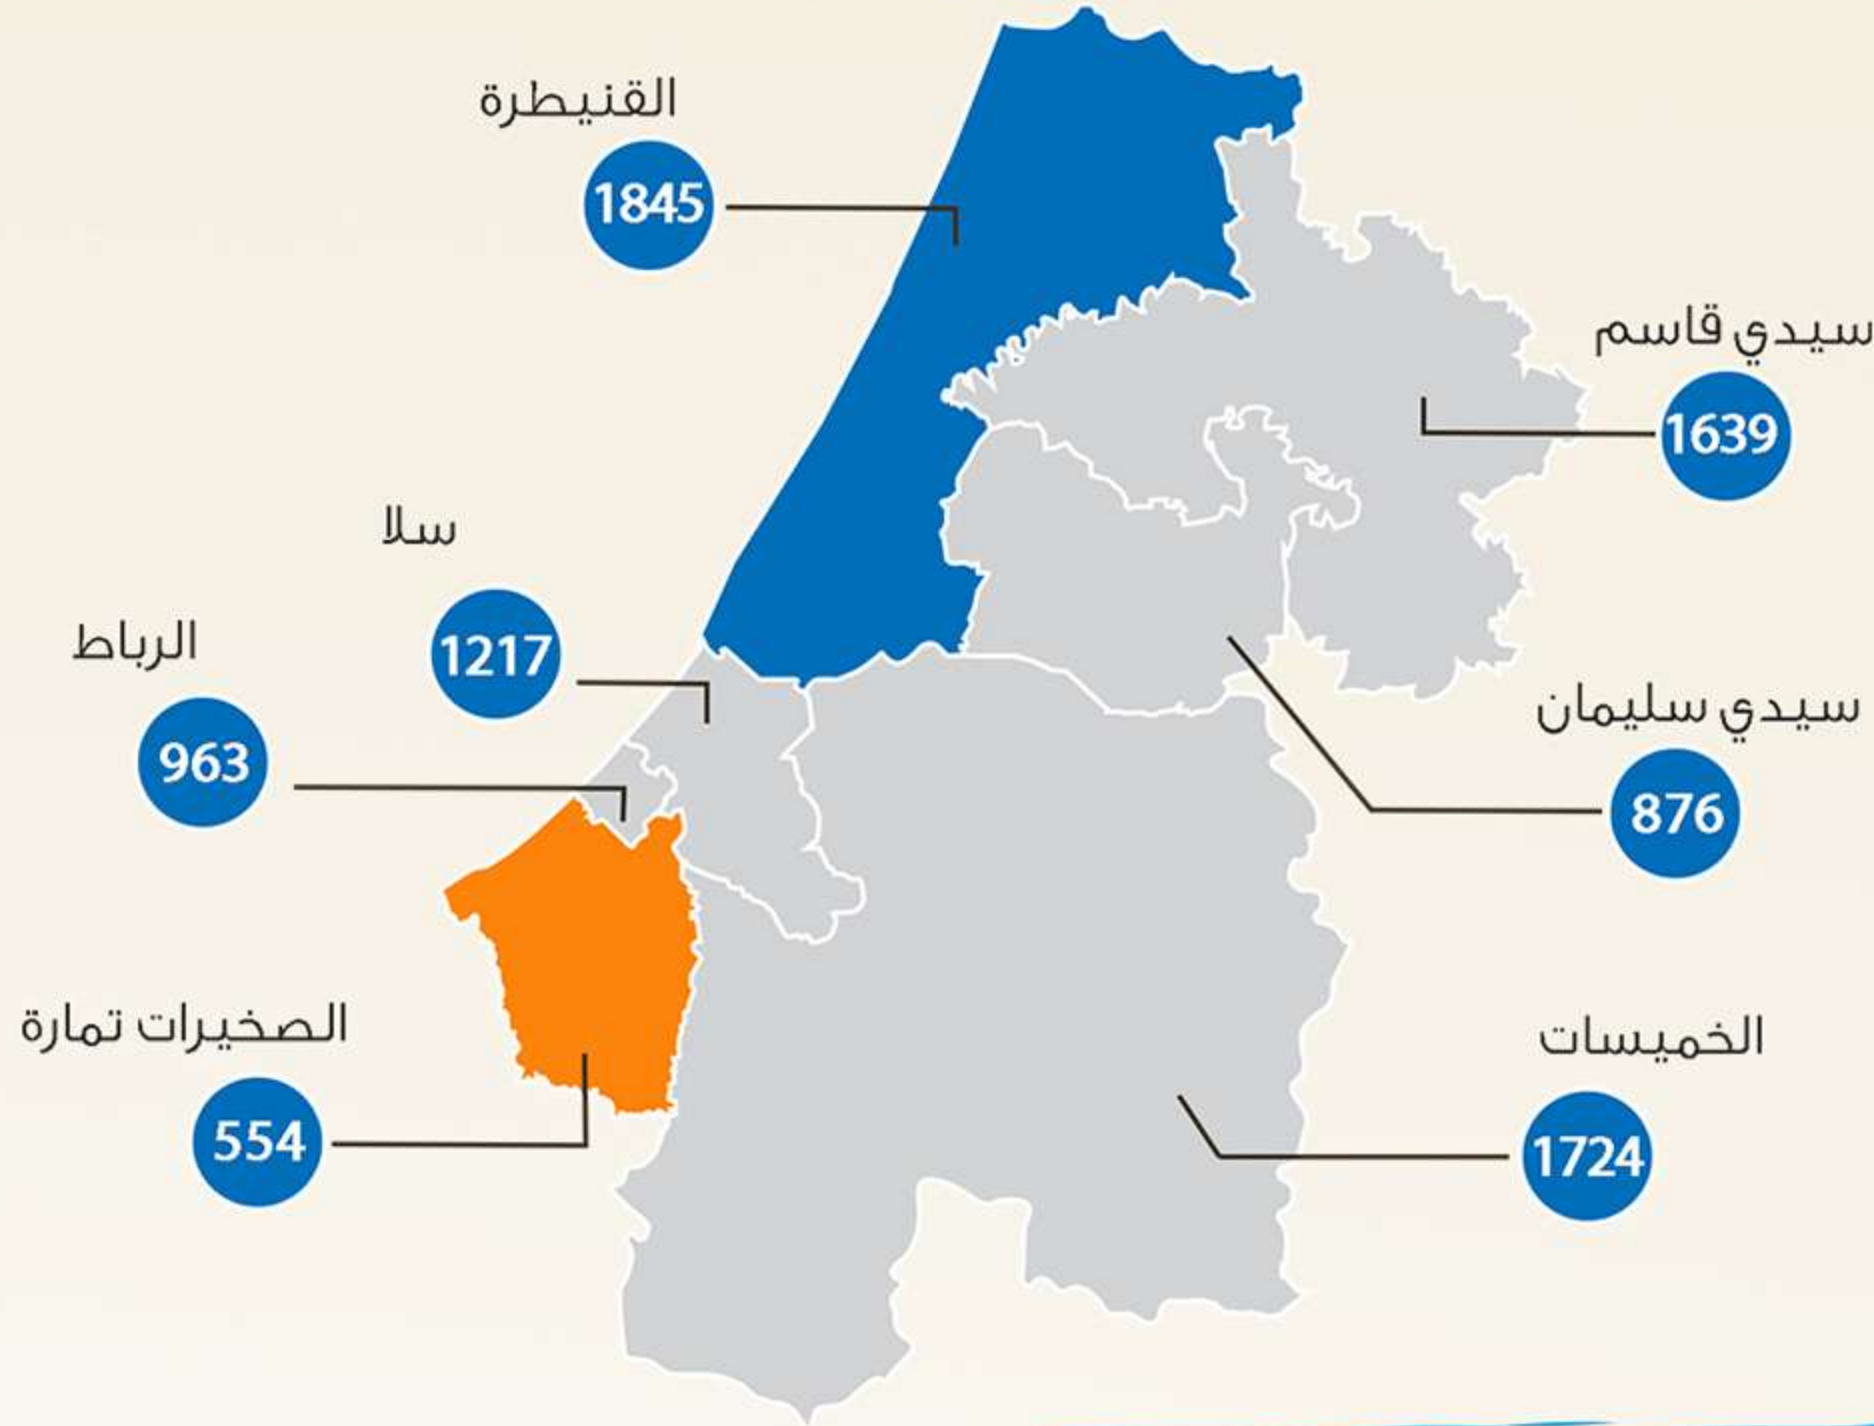 القنيطرة
1845
سيدي قاسم
1639
سلا
1217
الرباط
963
سيدي سليمان
876
الصخيرات تمارة
554
الخميسات
1724